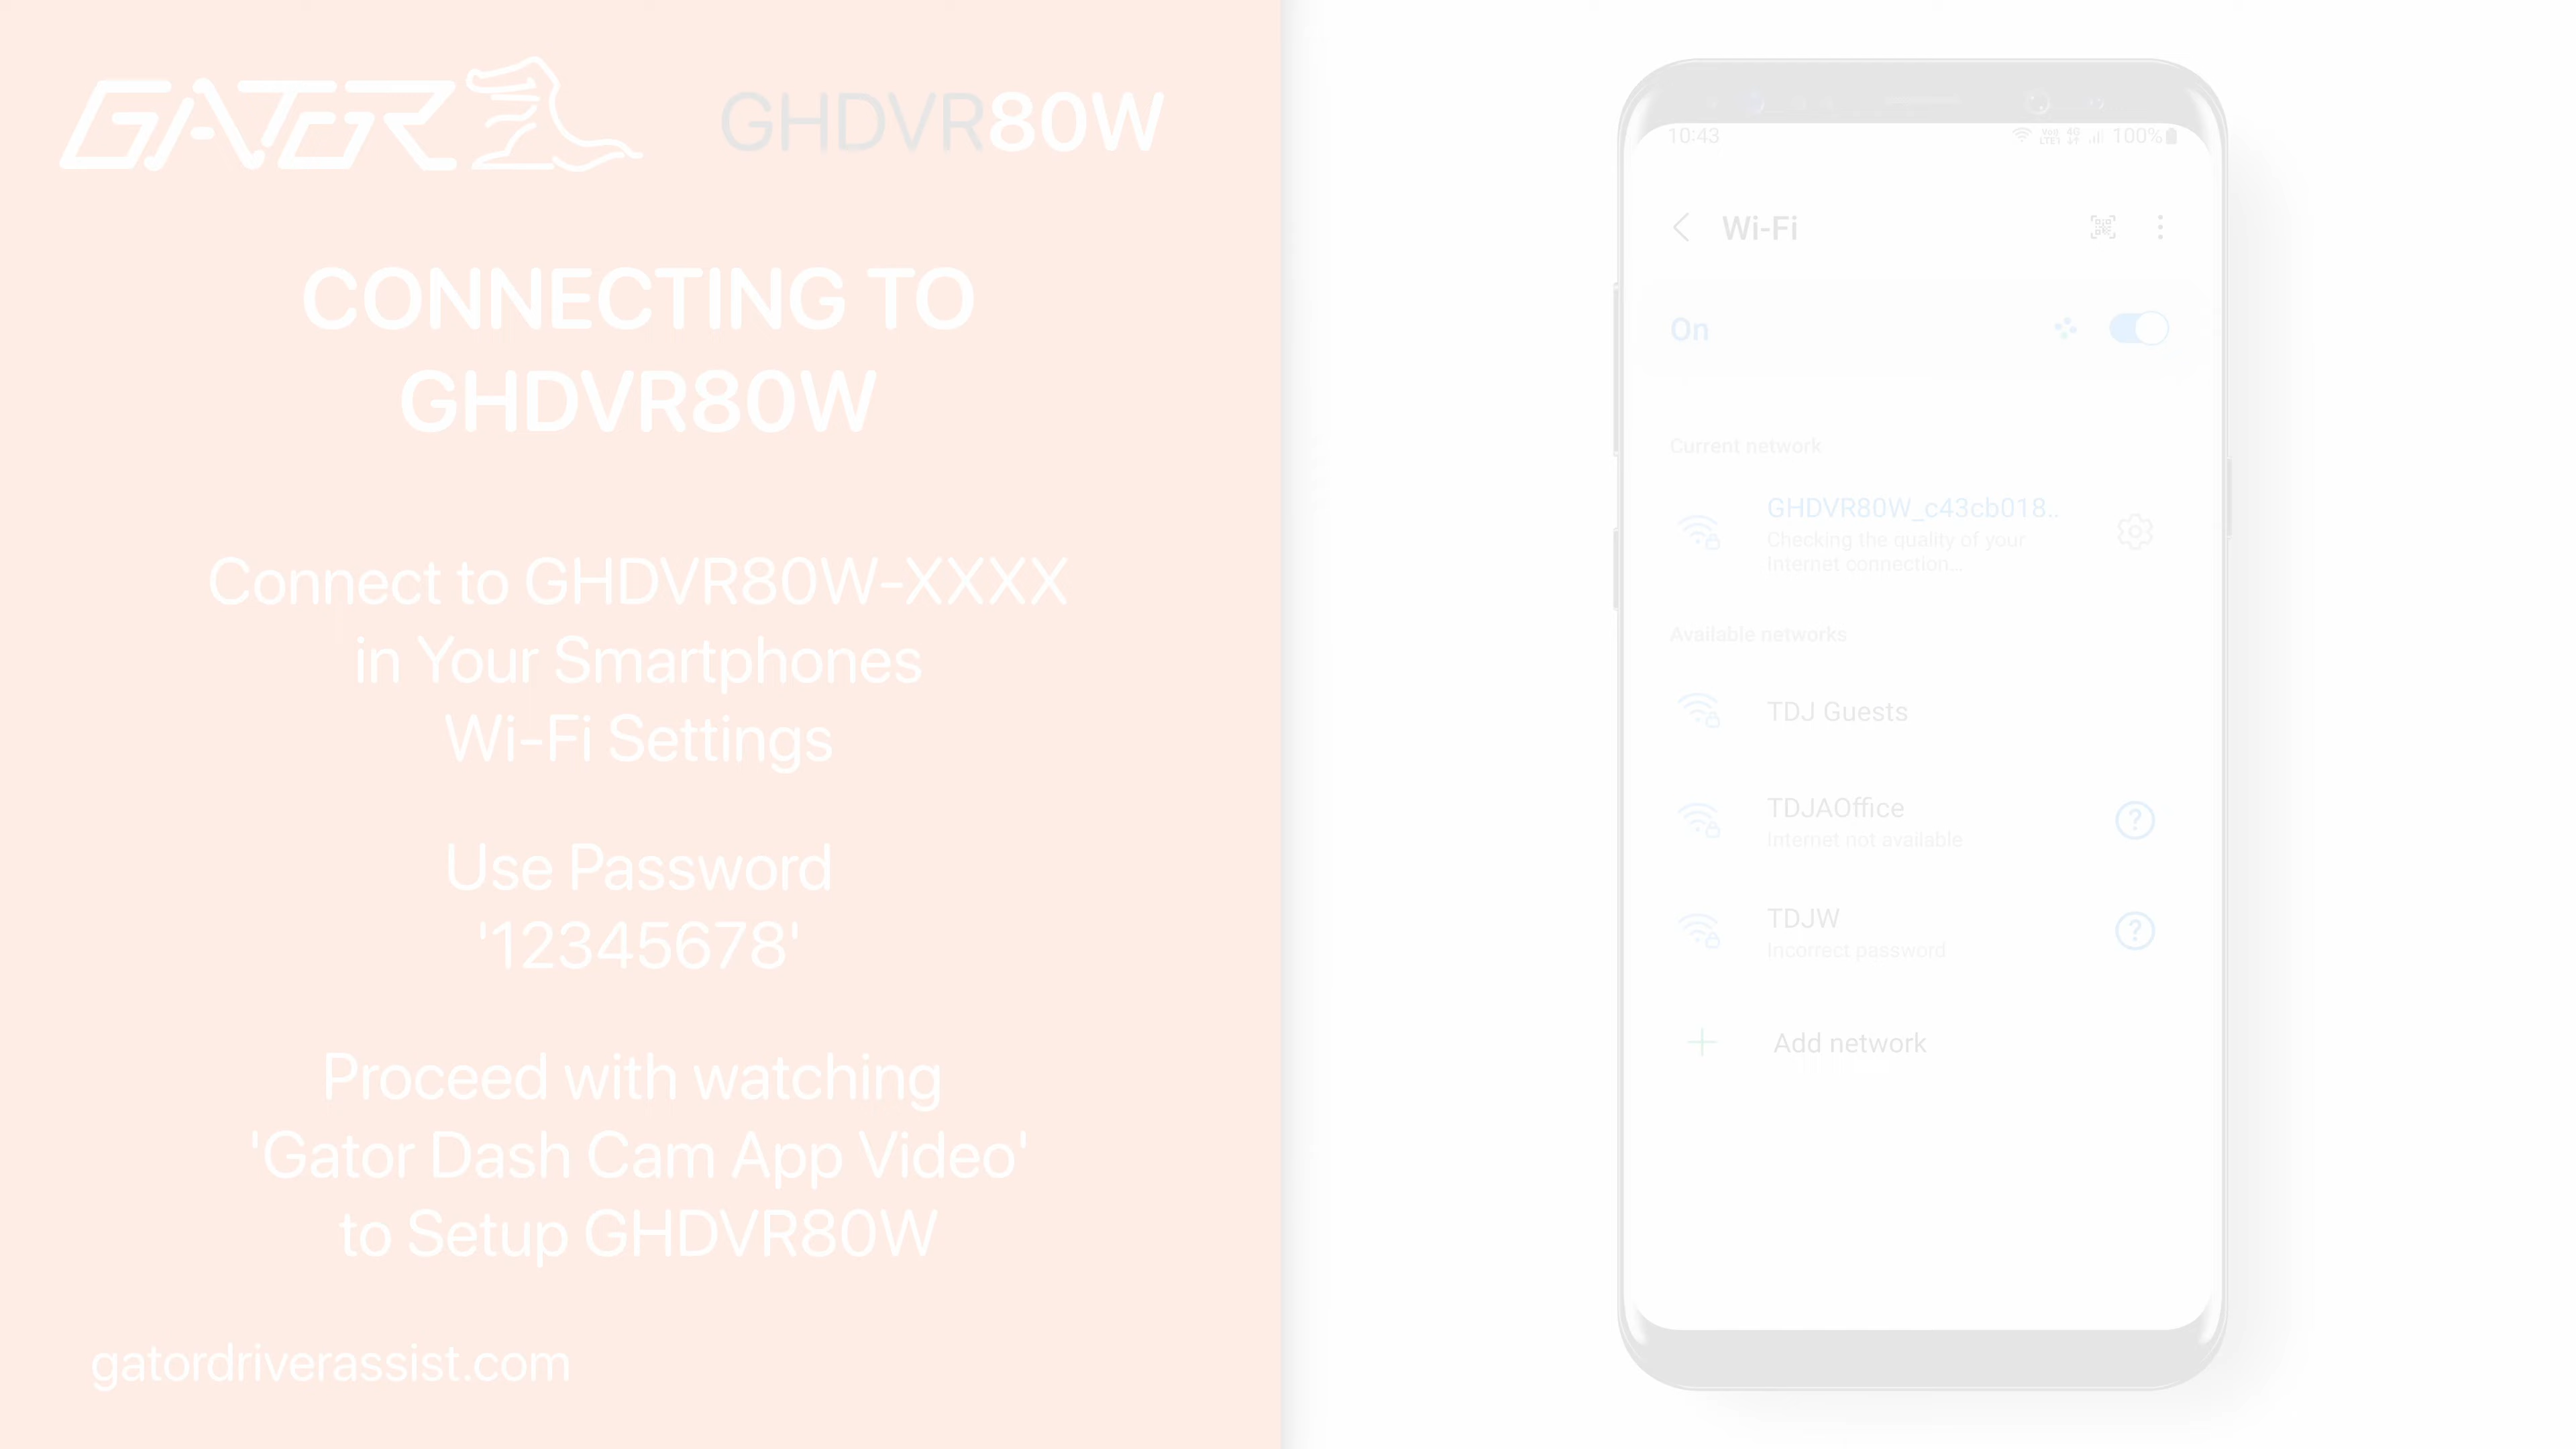 GATOR
GHDVR80W
CONNECTING TO
GHDVR80W
Connect to GHDVR80W-XXXX
in Your Smartphones
Wi-Fi Settings
Use Password
'12345678'
Proceed with watching
'Gator Dash Cam App Video'
to Setup GHDVR80W
gatordriverassist.com
10:43
100%
Wi-Fi
On
Current network
GHDVR80W_c43cb018..
Checking the quality of your
Internet connection...
Available networks
TDJ Guests
TDJAOffice
Internet not available
?
TDJW
Incorrect password
?
Add network